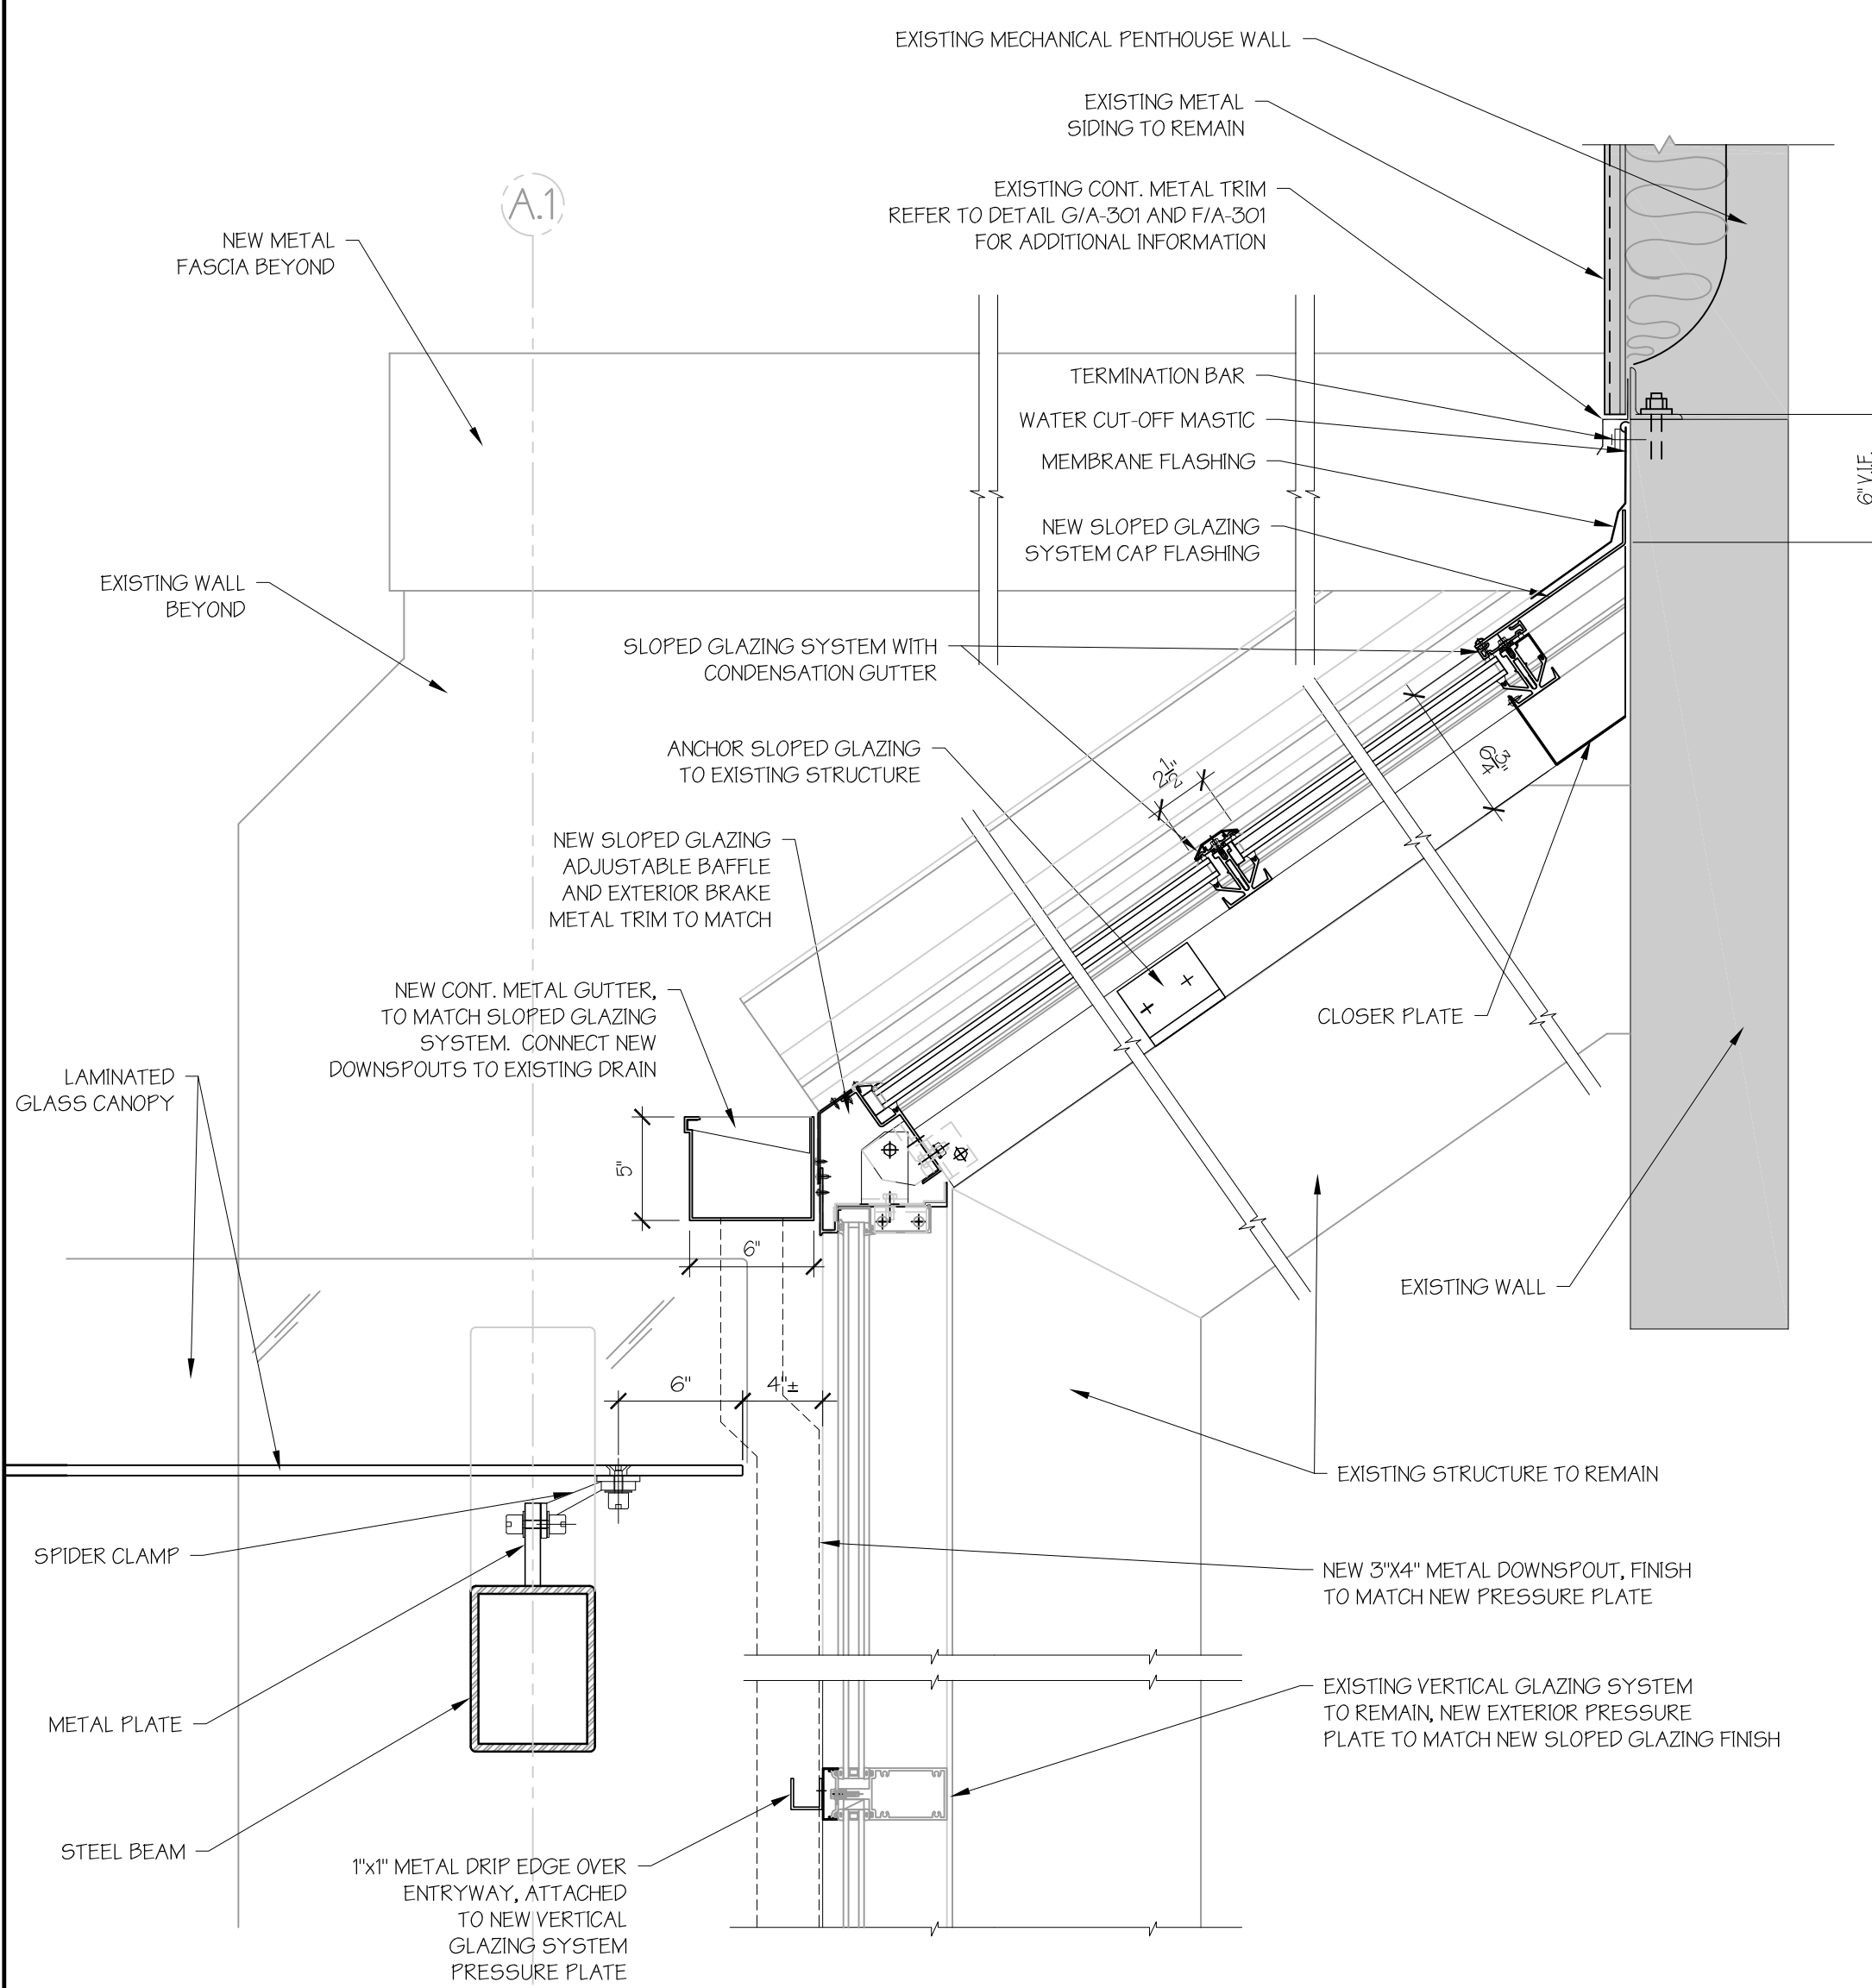 EXISTING MECHANICAL PENTHOUSE WALL
EXISTING METAL
SIDING TO REMAIN
EXISTING CONT. METAL TRIM
REFER TO DETAIL G/A-301 AND F/A-301
FOR ADDITIONAL INFORMATION
A.1
NEW METAL
FASCIA BEYOND
TERMINATION BAR
WATER CUT-OFF MASTIC
MEMBRANE FLASHING
6" V.I.F.
NEW SLOPED GLAZING
SYSTEM CAP FLASHING
EXISTING WALL
BEYOND
SLOPED GLAZING SYSTEM WITH
CONDENSATION GUTTER
ANCHOR SLOPED GLAZING
TO EXISTING STRUCTURE
2 1/2"
6 3/4"
NEW SLOPED GLAZING
ADJUSTABLE BAFFLE
AND EXTERIOR BRAKE
METAL TRIM TO MATCH
NEW CONT. METAL GUTTER,
TO MATCH SLOPED GLAZING
SYSTEM. CONNECT NEW
DOWNSPOUTS TO EXISTING DRAIN
CLOSER PLATE
LAMINATED
GLASS CANOPY
5"
6"
EXISTING WALL
6"
4"±
EXISTING STRUCTURE TO REMAIN
SPIDER CLAMP
NEW 3"X4" METAL DOWNSPOUT, FINISH
TO MATCH NEW PRESSURE PLATE
METAL PLATE
EXISTING VERTICAL GLAZING SYSTEM
TO REMAIN, NEW EXTERIOR PRESSURE
PLATE TO MATCH NEW SLOPED GLAZING FINISH
STEEL BEAM
1"x1" METAL DRIP EDGE OVER
ENTRYWAY, ATTACHED
TO NEW VERTICAL
GLAZING SYSTEM
PRESSURE PLATE